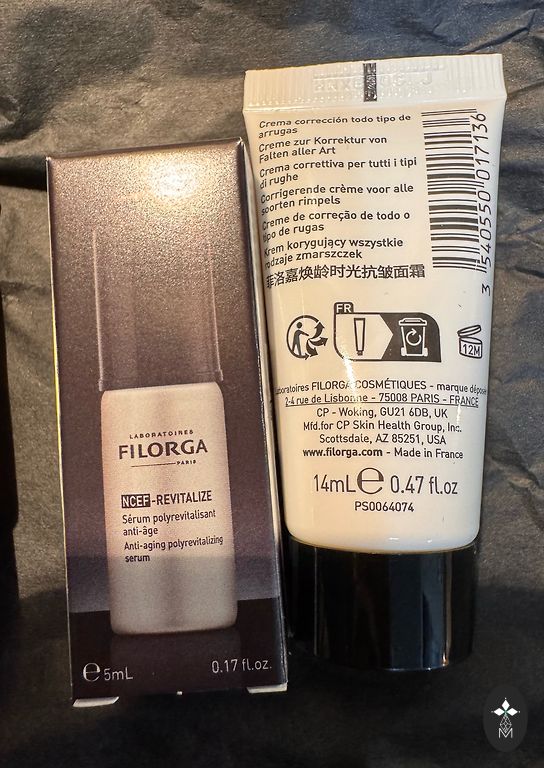 LABORATOIRES
FILORGA
PARIS
NCEF-REVITALIZE
Sérum polyrevitalisant
anti-âge
Anti-aging polyrevitalizing
serum
e 5mL
0.17 fl.oz.
Crema corrección todo tipo de
arrugas
Creme zur Korrektur von
Falten aller Art
Crema correttiva per tutti i tipi
di rughe
Corrigerende crème voor alle
soorten rimpels
Creme de correção de todo o
tipo de rugas
Krem korygujący wszystkie
rodzaje zmarszczek
菲洛嘉焕龄时光抗皱面霜
3 540550 017136
FR
12M
Laboratoires FILORGA COSMÉTIQUES - marque déposée
2-4 rue de Lisbonne - 75008 PARIS - FRANCE
CP - Woking, GU21 6DB, UK
Mfd.for CP Skin Health Group, Inc.
Scottsdale, AZ 85251, USA
www.filorga.com - Made in France
14mL e 0.47 fl.oz
PS0064074
M